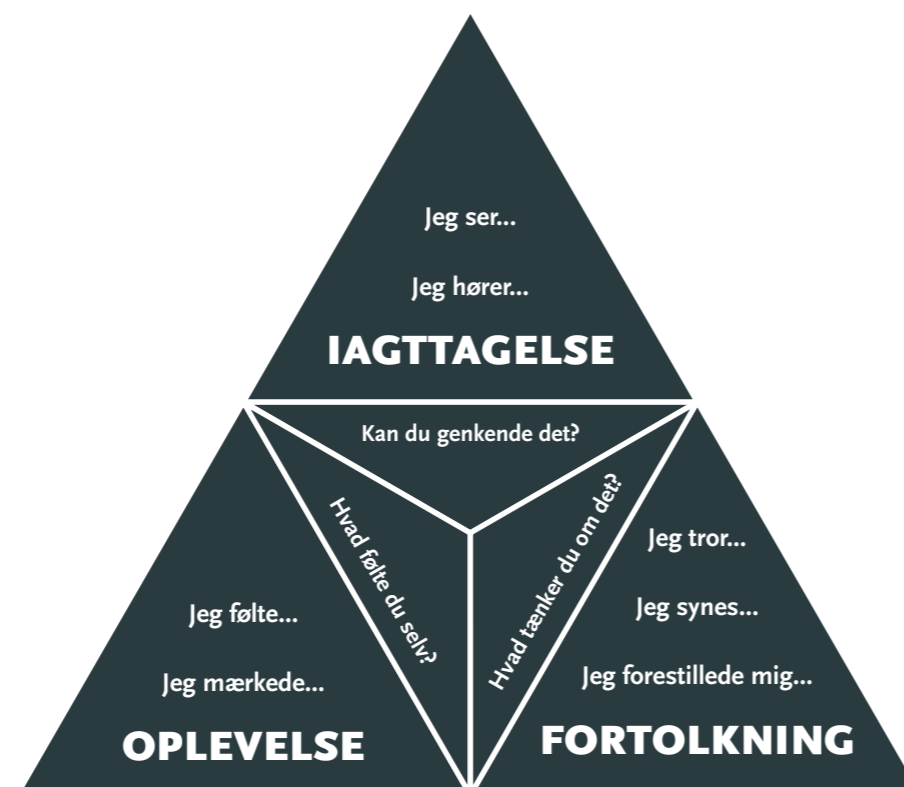 Jeg ser...
Jeg hører...
IAGTTAGELSE
Kan du genkende det?
Hvad følte du selv?
Hvad tænker du om det?
Jeg følte...
Jeg mærkede...
OPLEVELSE
Jeg tror...
Jeg synes...
Jeg forestillede mig...
FORTOLKNING